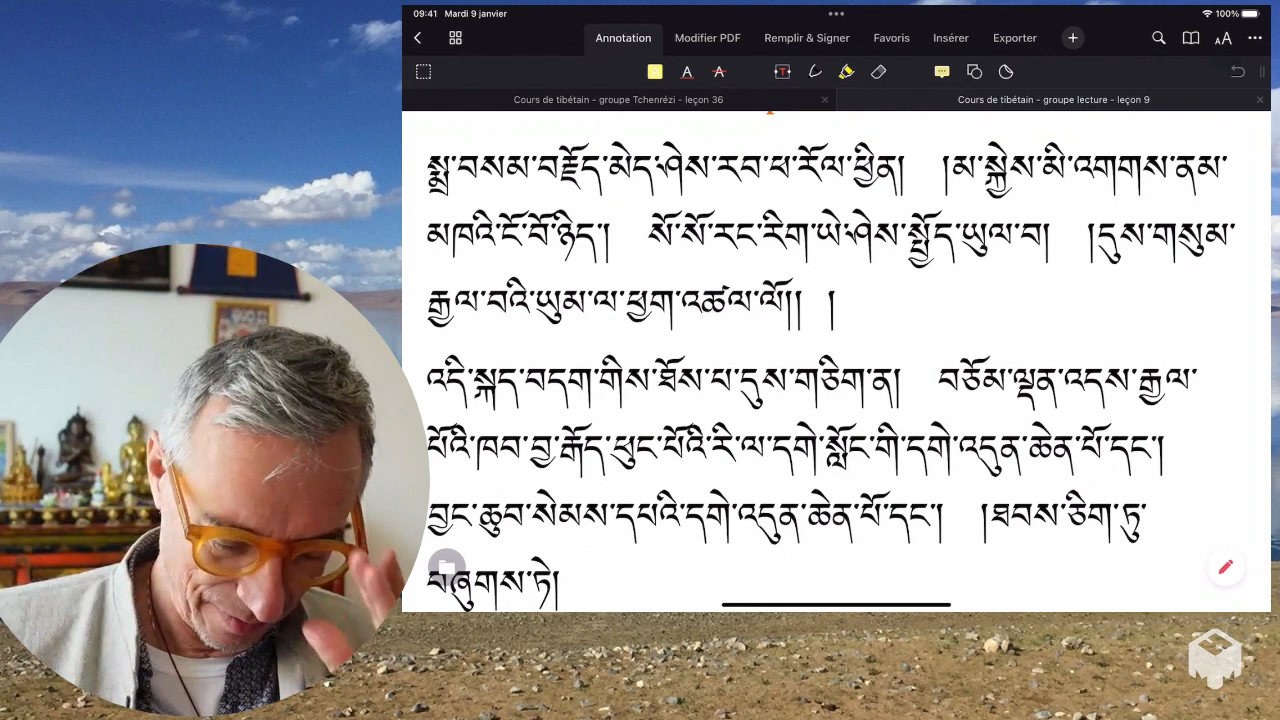 09:41 Mardi 9 janvier
100%
Annotation Modifier PDF Remplir & Signer Favoris Insérer Exporter
Cours de tibétain - groupe Tchenrézi - leçon 36 Cours de tibétain - groupe lecture - leçon 9
སྨྲ་བསམ་བརྗོད་མེད་ཤེས་རབ་ཕ་རོལ་ཕྱིན། །མ་སྐྱེས་མི་འགགས་ནམ་
མཁའི་ངོ་བོ་ཉིད། སོ་སོ་རང་རིག་ཡེ་ཤེས་སྤྱོད་ཡུལ་བ། །དུས་གསུམ་
རྒྱལ་བའི་ཡུམ་ལ་ཕྱག་འཚལ་ལོ།། །
འདི་སྐད་བདག་གིས་ཐོས་པ་དུས་གཅིག་ན། བཅོམ་ལྡན་འདས་རྒྱལ་
པོའི་ཁབ་བྱ་རྒོད་ཕུང་པོའི་རི་ལ་དགེ་སློང་གི་དགེ་འདུན་ཆེན་པོ་དང་།
བྱང་ཆུབ་སེམས་དཔའི་དགེ་འདུན་ཆེན་པོ་དང་། །ཐབས་ཅིག་ཏུ་
བཞུགས་ཏེ།